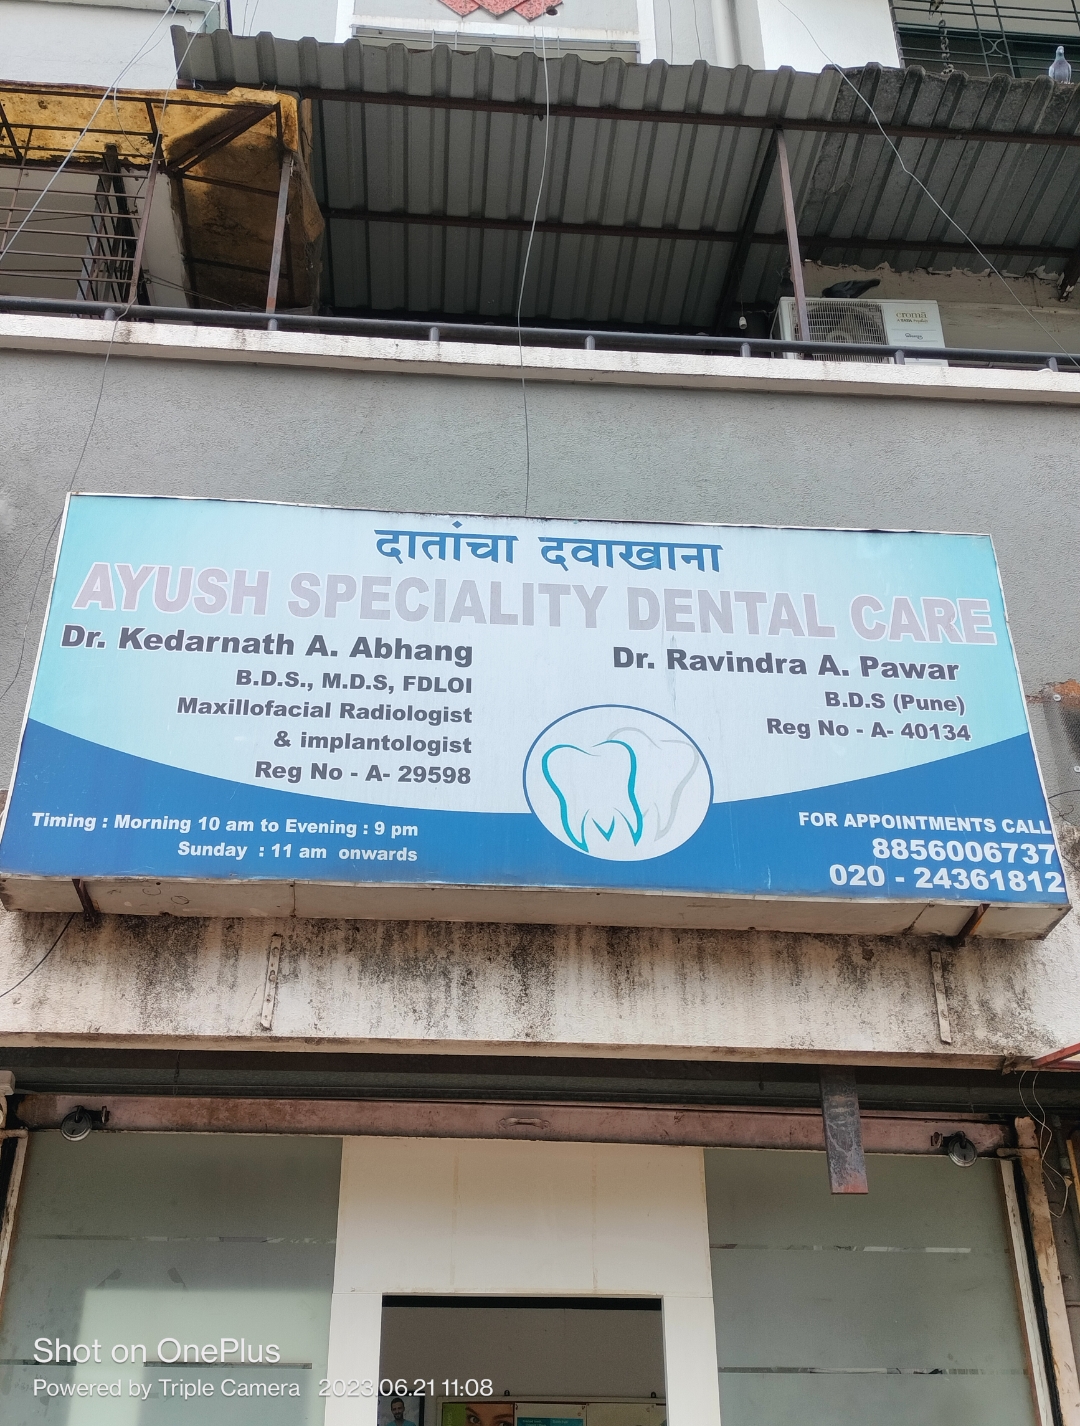 croma
दातांचा दवाखाना
AYUSH SPECIALITY DENTAL CARE
Dr. Kedarnath A. Abhang
B.D.S., M.D.S, FDLOI
Maxillofacial Radiologist
& implantologist
Reg No - A- 29598
Dr. Ravindra A. Pawar
B.D.S (Pune)
Reg No - A- 40134
Timing : Morning 10 am to Evening : 9 pm
Sunday : 11 am onwards
FOR APPOINTMENTS CALL
8856006737
020 - 24361812
Shot on OnePlus
Powered by Triple Camera 2023.06.21 11:08